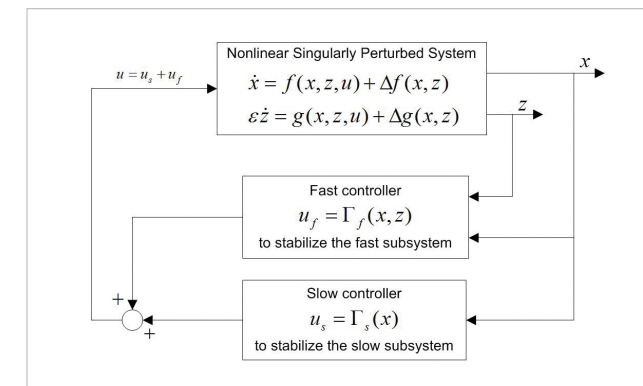 Nonlinear Singularly Perturbed System
u = u_s + u_f
ẋ = f(x, z, u) + Δf(x, z)
εż = g(x, z, u) + Δg(x, z)
x
z
Fast controller
u_f = Γ_f(x, z)
to stabilize the fast subsystem
Slow controller
u_s = Γ_s(x)
to stabilize the slow subsystem
+
+